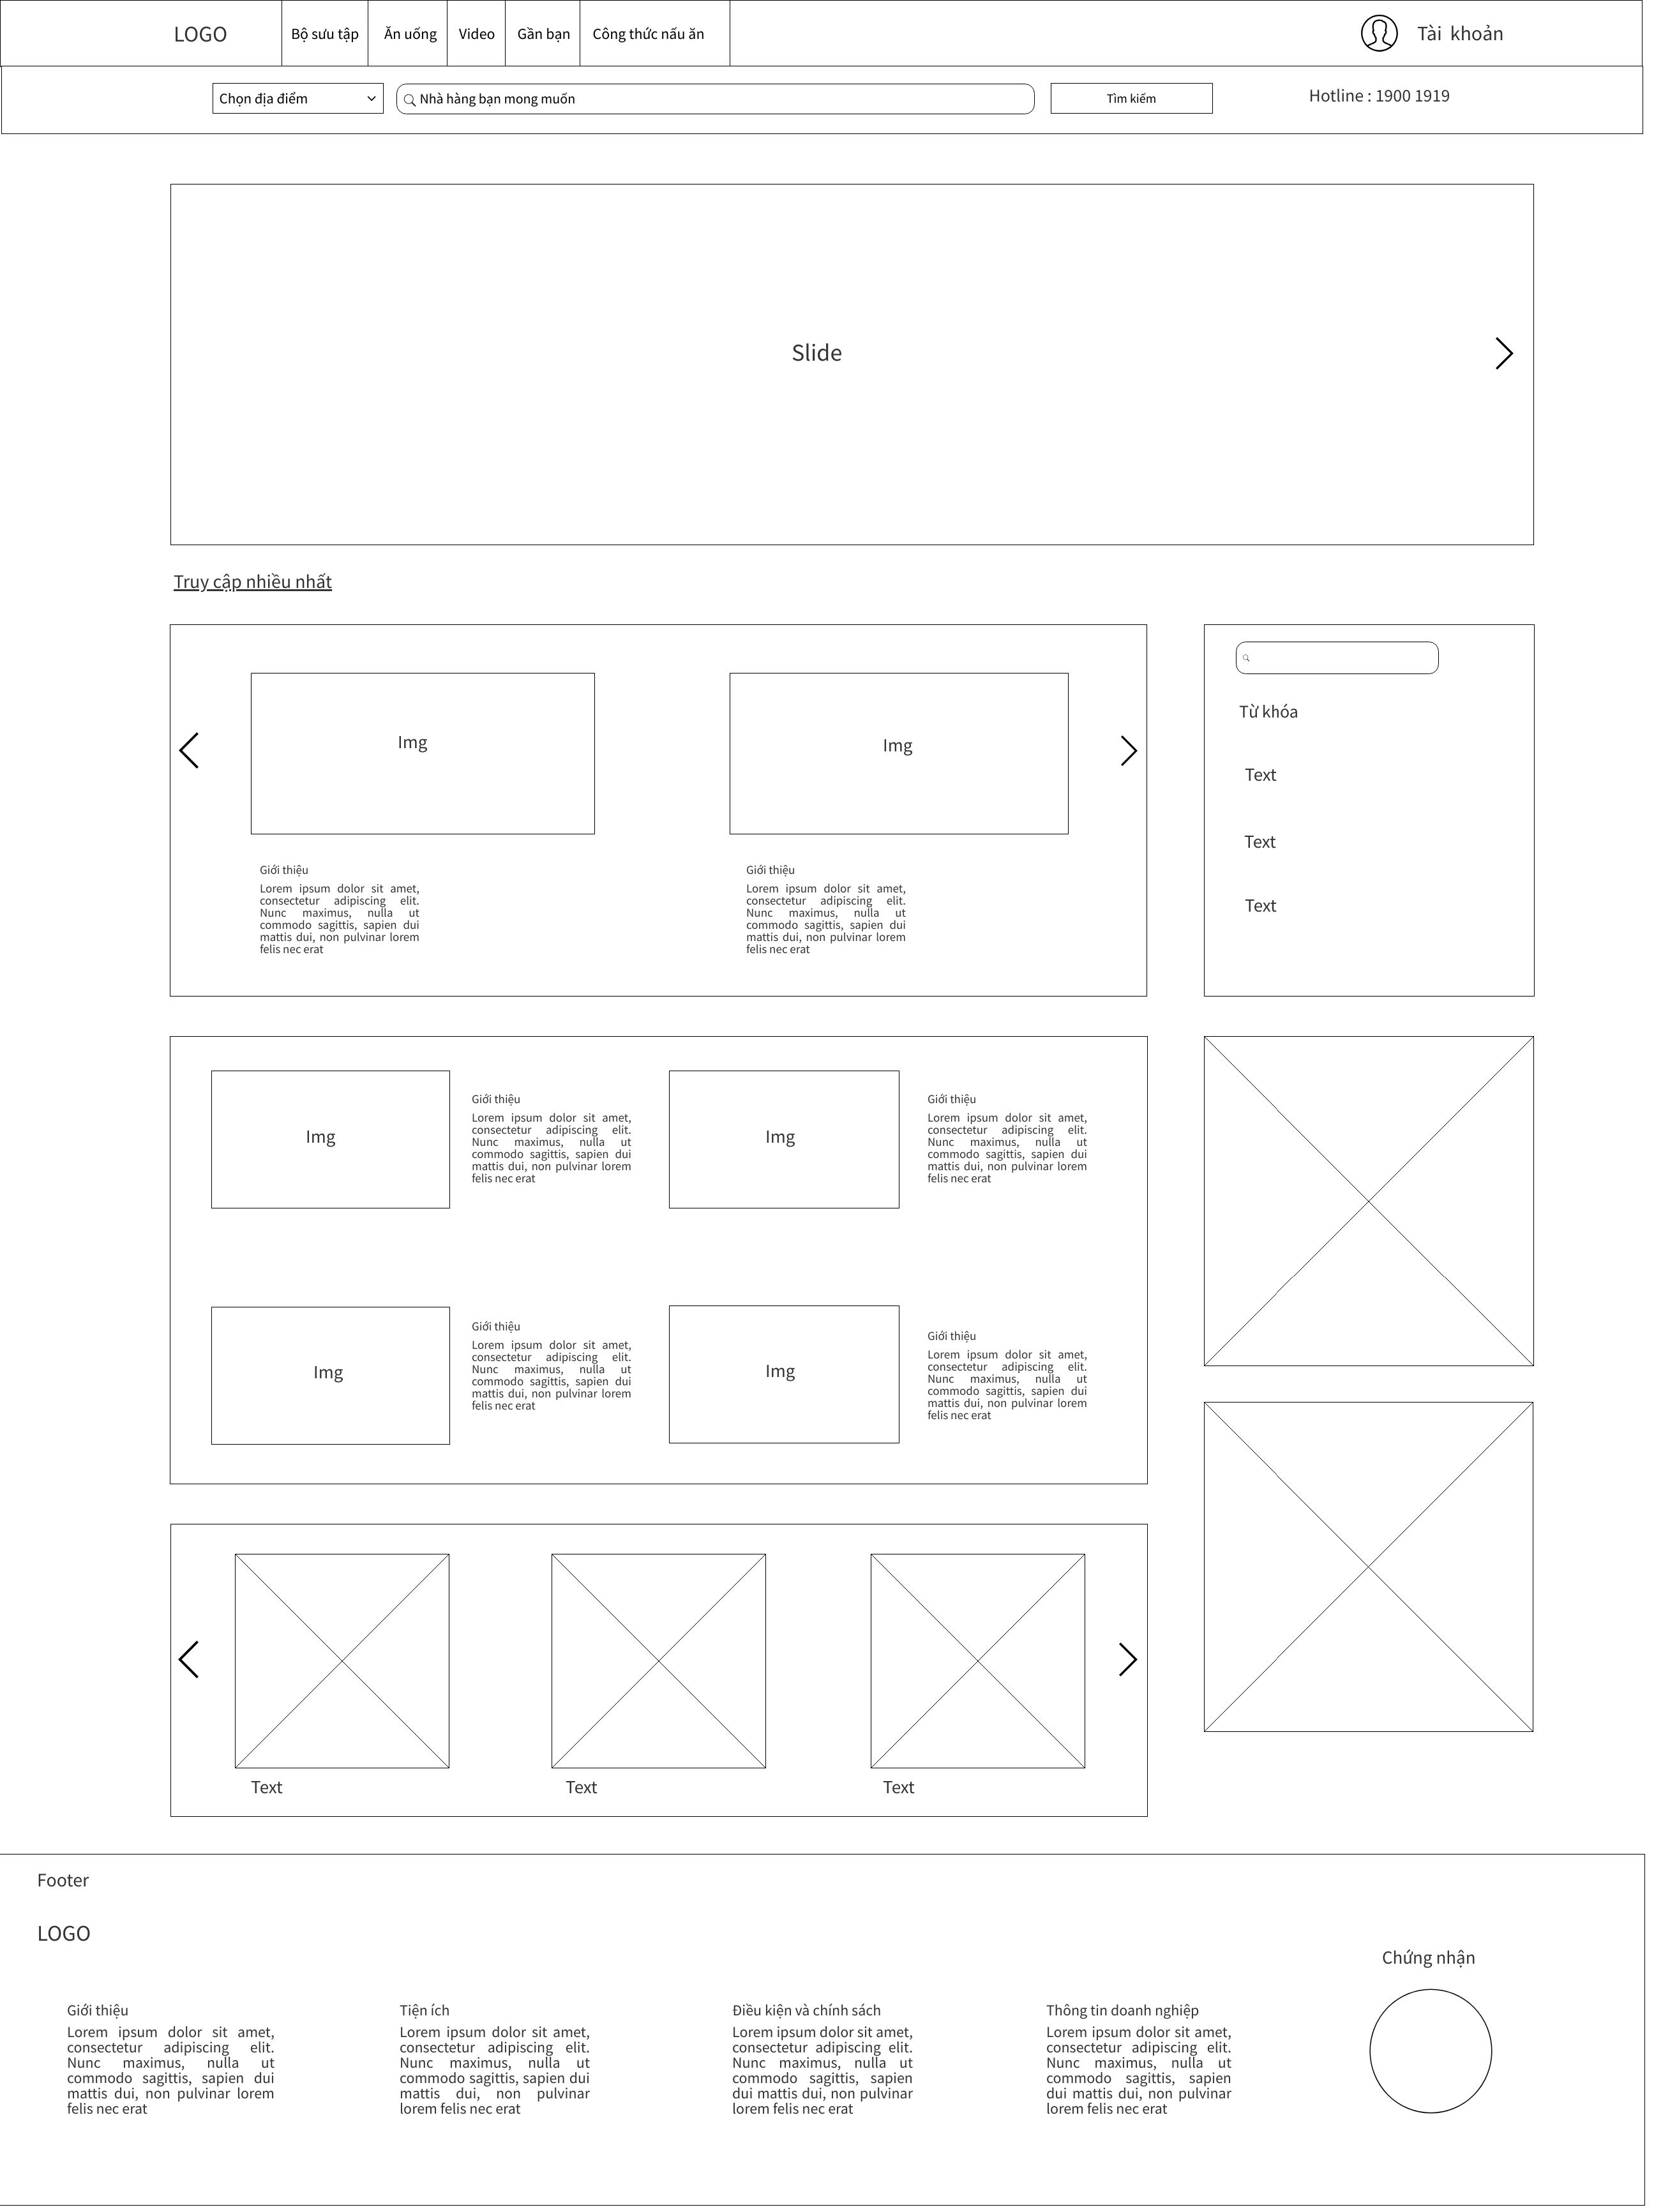 LOGO
Bộ sưu tập
Ăn uống
Video
Gần bạn
Công thức nấu ăn
Tài khoản
Chọn địa điểm
Nhà hàng bạn mong muốn
Tìm kiếm
Hotline : 1900 1919
Slide
Truy cập nhiều nhất
Img
Giới thiệu
Lorem ipsum dolor sit amet,
consectetur adipiscing elit.
Nunc maximus, nulla ut
commodo sagittis, sapien dui
mattis dui, non pulvinar lorem
felis nec erat
Img
Giới thiệu
Lorem ipsum dolor sit amet,
consectetur adipiscing elit.
Nunc maximus, nulla ut
commodo sagittis, sapien dui
mattis dui, non pulvinar lorem
felis nec erat
Từ khóa
Text
Text
Text
Img
Giới thiệu
Lorem ipsum dolor sit amet,
consectetur adipiscing elit.
Nunc maximus, nulla ut
commodo sagittis, sapien dui
mattis dui, non pulvinar lorem
felis nec erat
Img
Giới thiệu
Lorem ipsum dolor sit amet,
consectetur adipiscing elit.
Nunc maximus, nulla ut
commodo sagittis, sapien dui
mattis dui, non pulvinar lorem
felis nec erat
Img
Giới thiệu
Lorem ipsum dolor sit amet,
consectetur adipiscing elit.
Nunc maximus, nulla ut
commodo sagittis, sapien dui
mattis dui, non pulvinar lorem
felis nec erat
Img
Giới thiệu
Lorem ipsum dolor sit amet,
consectetur adipiscing elit.
Nunc maximus, nulla ut
commodo sagittis, sapien dui
mattis dui, non pulvinar lorem
felis nec erat
Text
Text
Text
Footer
LOGO
Giới thiệu
Lorem ipsum dolor sit amet,
consectetur adipiscing elit.
Nunc maximus, nulla ut
commodo sagittis, sapien dui
mattis dui, non pulvinar lorem
felis nec erat
Tiện ích
Lorem ipsum dolor sit amet,
consectetur adipiscing elit.
Nunc maximus, nulla ut
commodo sagittis, sapien dui
mattis dui, non pulvinar
lorem felis nec erat
Điều kiện và chính sách
Lorem ipsum dolor sit amet,
consectetur adipiscing elit.
Nunc maximus, nulla ut
commodo sagittis, sapien
dui mattis dui, non pulvinar
lorem felis nec erat
Thông tin doanh nghiệp
Lorem ipsum dolor sit amet,
consectetur adipiscing elit.
Nunc maximus, nulla ut
commodo sagittis, sapien
dui mattis dui, non pulvinar
lorem felis nec erat
Chứng nhận